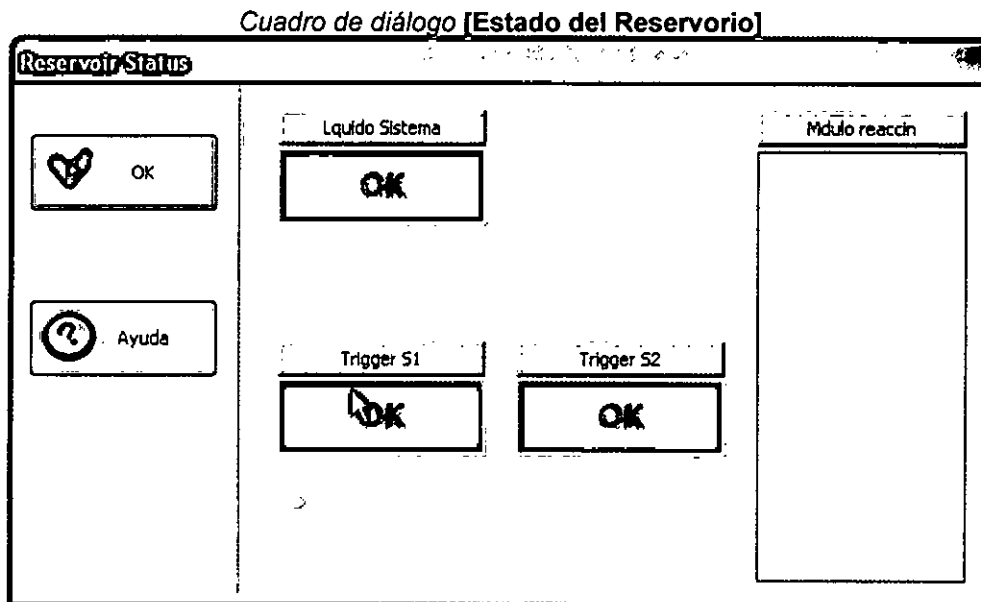 Cuadro de diálogo [Estado del Reservorio]
Reservoir Status
OK
Ayuda
Lquido Sistema
OK
Trigger S1
OK
Trigger S2
OK
Mdulo reaccin